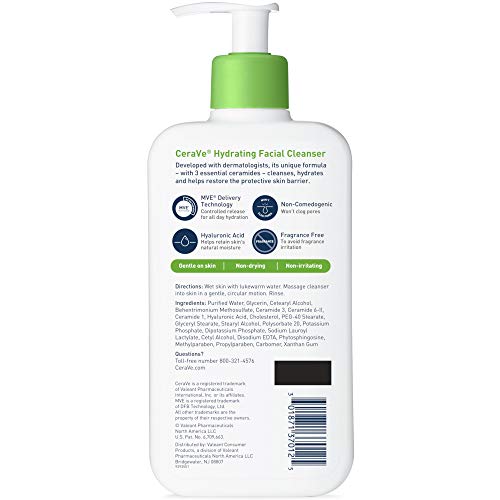 CeraVe® Hydrating Facial Cleanser
Developed with dermatologists, its unique formula
– with 3 essential ceramides – cleanses, hydrates
and helps restore the protective skin barrier.
MVE
MVE® Delivery
Technology
Controlled release
for all day hydration
Non-Comedogenic
Won't clog pores
Hyaluronic Acid
Helps retain skin's
natural moisture
FRAGRANCE
Fragrance Free
To avoid fragrance
irritation
Gentle on skin | Non-drying | Non-irritating
Directions: Wet skin with lukewarm water. Massage cleanser
into skin in a gentle, circular motion. Rinse.
Ingredients: Purified Water, Glycerin, Cetearyl Alcohol,
Behentrimonium Methosulfate, Ceramide 3, Ceramide 6-II,
Ceramide 1, Hyaluronic Acid, Cholesterol, PEG-40 Stearate,
Glyceryl Stearate, Stearyl Alcohol, Polysorbate 20, Potassium
Phosphate, Dipotassium Phosphate, Sodium Lauroyl
Lactylate, Cetyl Alcohol, Disodium EDTA, Phytosphingosine,
Methylparaben, Propylparaben, Carbomer, Xanthan Gum
Questions?
Toll-free number 800-321-4576
CeraVe.com
CeraVe is a registered trademark
of Valeant Pharmaceuticals
International, Inc. or its affiliates.
MVE is a registered trademark
of DFB Technology, Ltd.
All other trademarks are the
property of their respective owners.
©Valeant Pharmaceuticals
North America LLC
U.S. Pat. No. 6,709,663.
Distributed by: Valeant Consumer
Products, a division of Valeant
Pharmaceuticals North America LLC
Bridgewater, NJ 08807
3 01871 37012 5